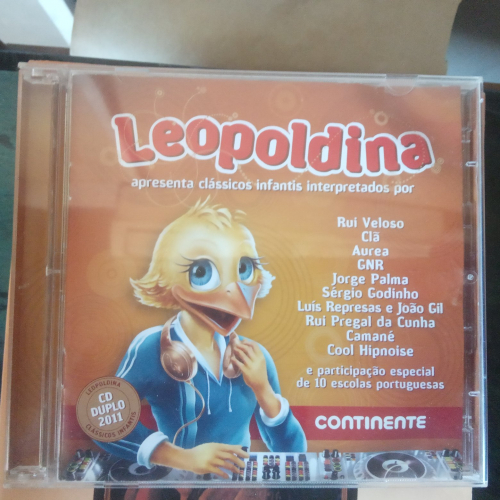 Leopoldina
apresenta clássicos infantis interpretados por
Rui Veloso
Clã
Aurea
GNR
Jorge Palma
Sérgio Godinho
Luís Represas e João Gil
Rui Pregal da Cunha
Camané
Cool Hipnoise
e participação especial
de 10 escolas portuguesas
LEOPOLDINA
CD
DUPLO
2011
CLÁSSICOS INFANTIS
CONTINENTE